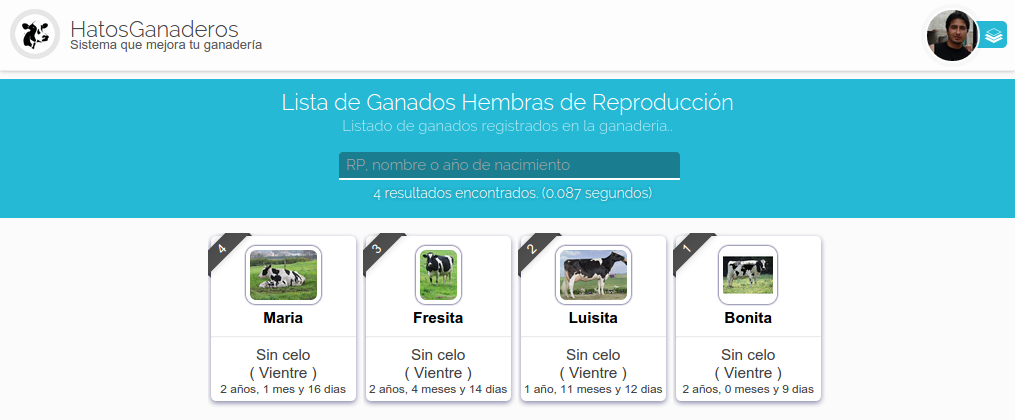 HatosGanaderos
Sistema que mejora tu ganadería
Lista de Ganados Hembras de Reproducción
Listado de ganados registrados en la ganadería..
RP, nombre o año de nacimiento
4 resultados encontrados. (0.087 segundos)
4
Maria
Sin celo
( Vientre )
2 años, 1 mes y 16 dias
3
Fresita
Sin celo
( Vientre )
2 años, 4 meses y 14 dias
2
Luisita
Sin celo
( Vientre )
1 año, 11 meses y 12 dias
1
Bonita
Sin celo
( Vientre )
2 años, 0 meses y 9 dias